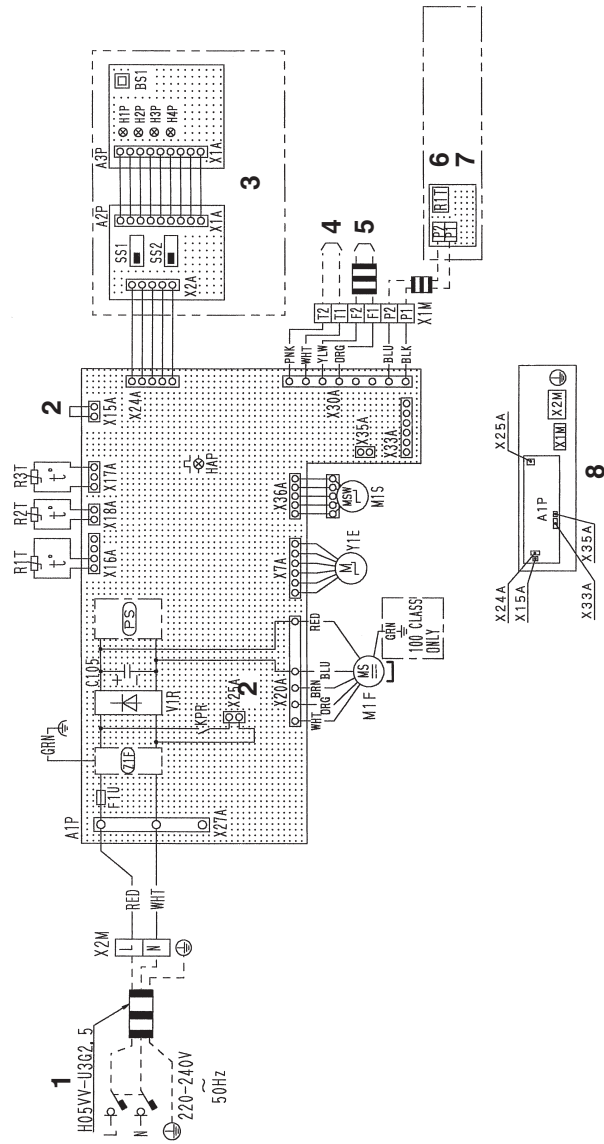 1
H05VV-U3G2,5
L
N
220-240V
~
50Hz
X2M
L
N
RED
WHT
A1P
X27A
F1U
GRN
Z1F
V1R
C105
+
-
PS
KPR
X25A
2
X20A
WHT
ORG
BRN
BLU
RED
MS
M1F
GRN
100 CLASS
ONLY
R1T
t°
X16A
R2T
t°
X18A
R3T
t°
X17A
HAP
2
X15A
X24A
X7A
M
Y1E
X36A
MSW
M1S
X35A
X33A
X30A
PNK
WHT
YLW
ORG
BLU
BLK
T2
T1
F2
F1
P2
P1
X1M
4
5
A2P
SS1
SS2
X2A
X1A
A3P
BS1
H1P
H2P
H3P
H4P
X1A
3
6
7
R1T
P2
P1
X24A
X15A
X25A
A1P
X1M
X2M
X33A
X35A
8